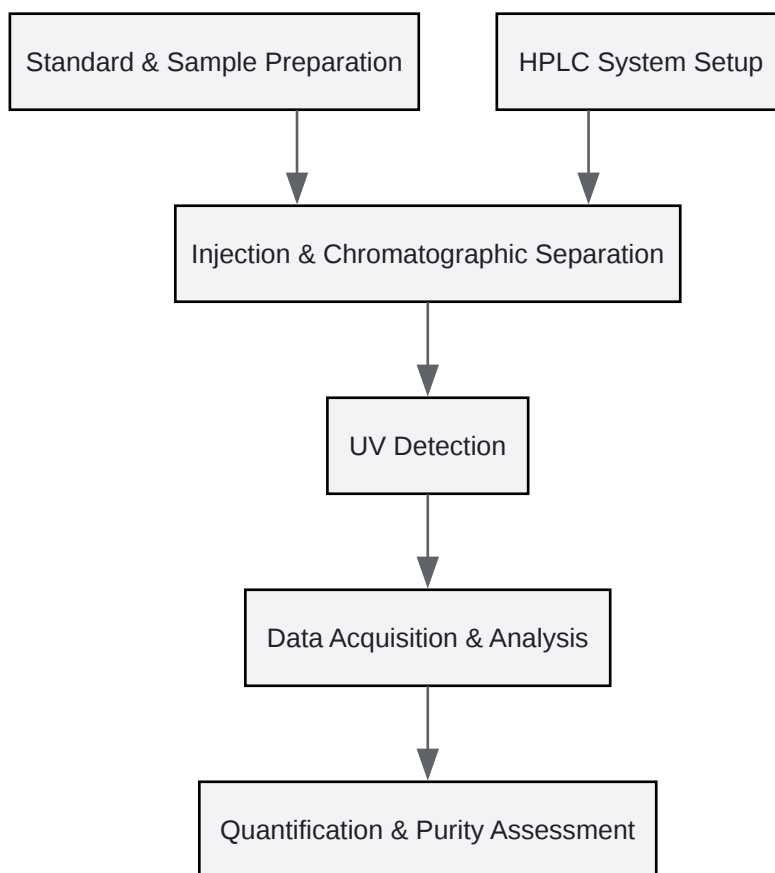 Standard & Sample Preparation
HPLC System Setup
Injection & Chromatographic Separation
UV Detection
Data Acquisition & Analysis
Quantification & Purity Assessment